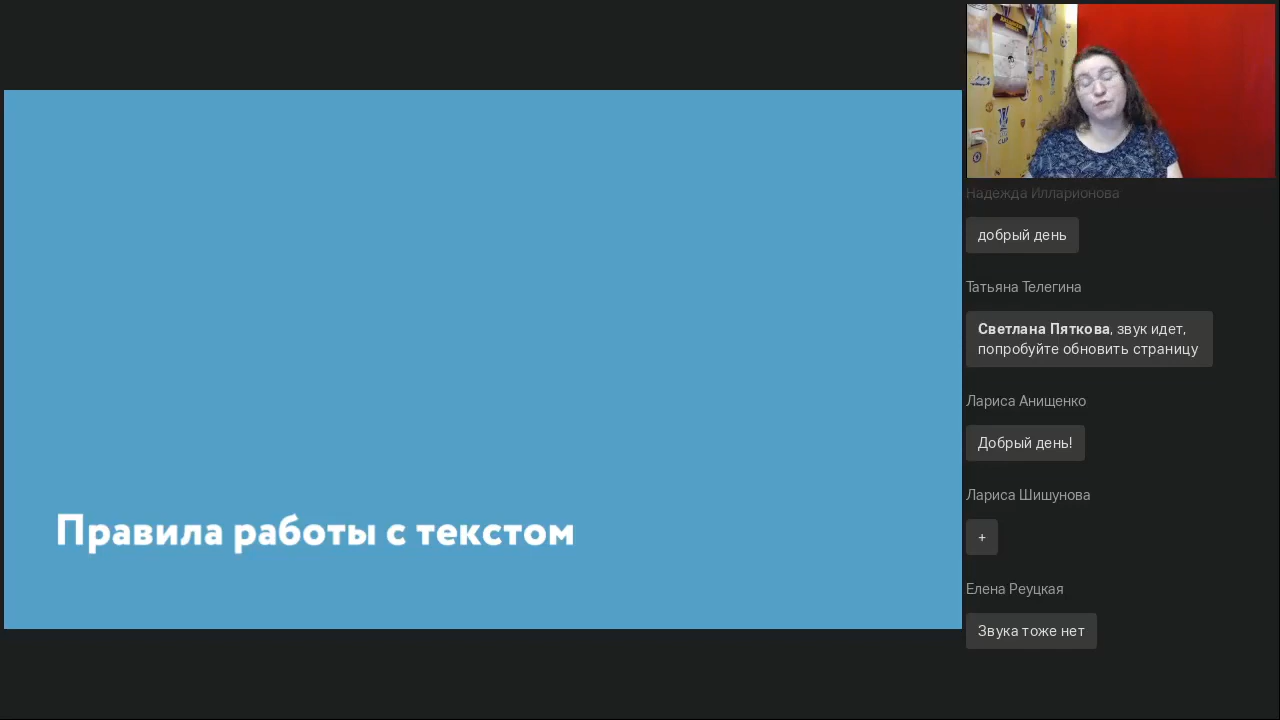 Правила работы с текстом
Надежда Илларионова
добрый день
Татьяна Телегина
Светлана Пяткова, звук идет,
попробуйте обновить страницу
Лариса Анищенко
Добрый день!
Лариса Шишунова
+
Елена Реуцкая
Звука тоже нет
CUP